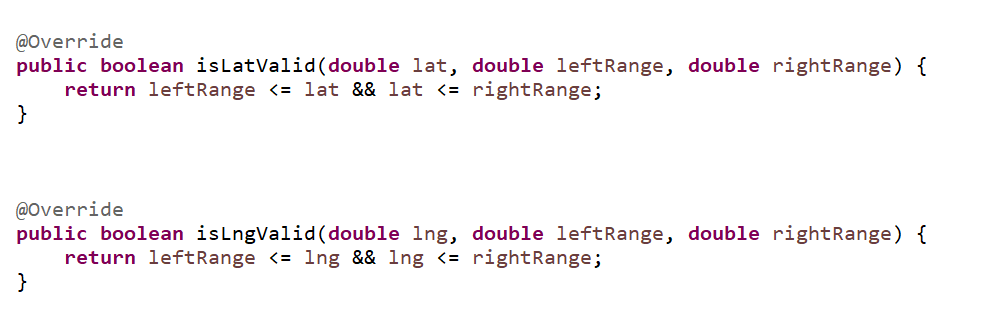 @Override
public boolean isLatValid(double lat, double leftRange, double rightRange) {
    return leftRange <= lat && lat <= rightRange;
}
@Override
public boolean isLngValid(double lng, double leftRange, double rightRange) {
    return leftRange <= lng && lng <= rightRange;
}